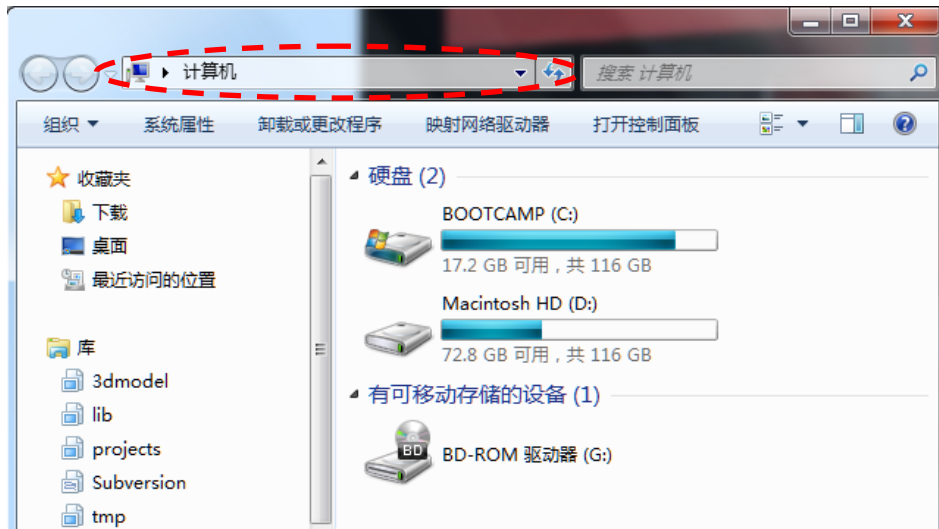 计算机
搜索 计算机
组织 系统属性 卸载或更改程序 映射网络驱动器 打开控制面板
收藏夹
下载
桌面
最近访问的位置
库
3dmodel
lib
projects
Subversion
tmp
硬盘 (2)
BOOTCAMP (C:)
17.2 GB 可用，共 116 GB
Macintosh HD (D:)
72.8 GB 可用，共 116 GB
有可移动存储的设备 (1)
BD
BD-ROM 驱动器 (G:)